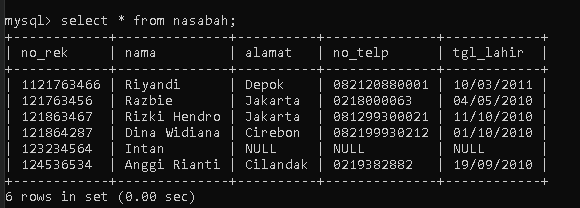 mysql> select * from nasabah;
+------------+--------------+----------+--------------+------------+
| no_rek     | nama         | alamat   | no_telp      | tgl_lahir  |
+------------+--------------+----------+--------------+------------+
| 1121763466 | Riyandi      | Depok    | 082120880001 | 10/03/2011 |
| 121763456  | Razbie       | Jakarta  | 0218000063   | 04/05/2010 |
| 121863467  | Rizki Hendro | Jakarta  | 081299300021 | 11/10/2010 |
| 121864287  | Dina Widiana | Cirebon  | 082199930212 | 01/10/2010 |
| 123234564  | Intan        | NULL     | NULL         | NULL       |
| 124536534  | Anggi Rianti | Cilandak | 0219382882   | 19/09/2010 |
+------------+--------------+----------+--------------+------------+
6 rows in set (0.00 sec)